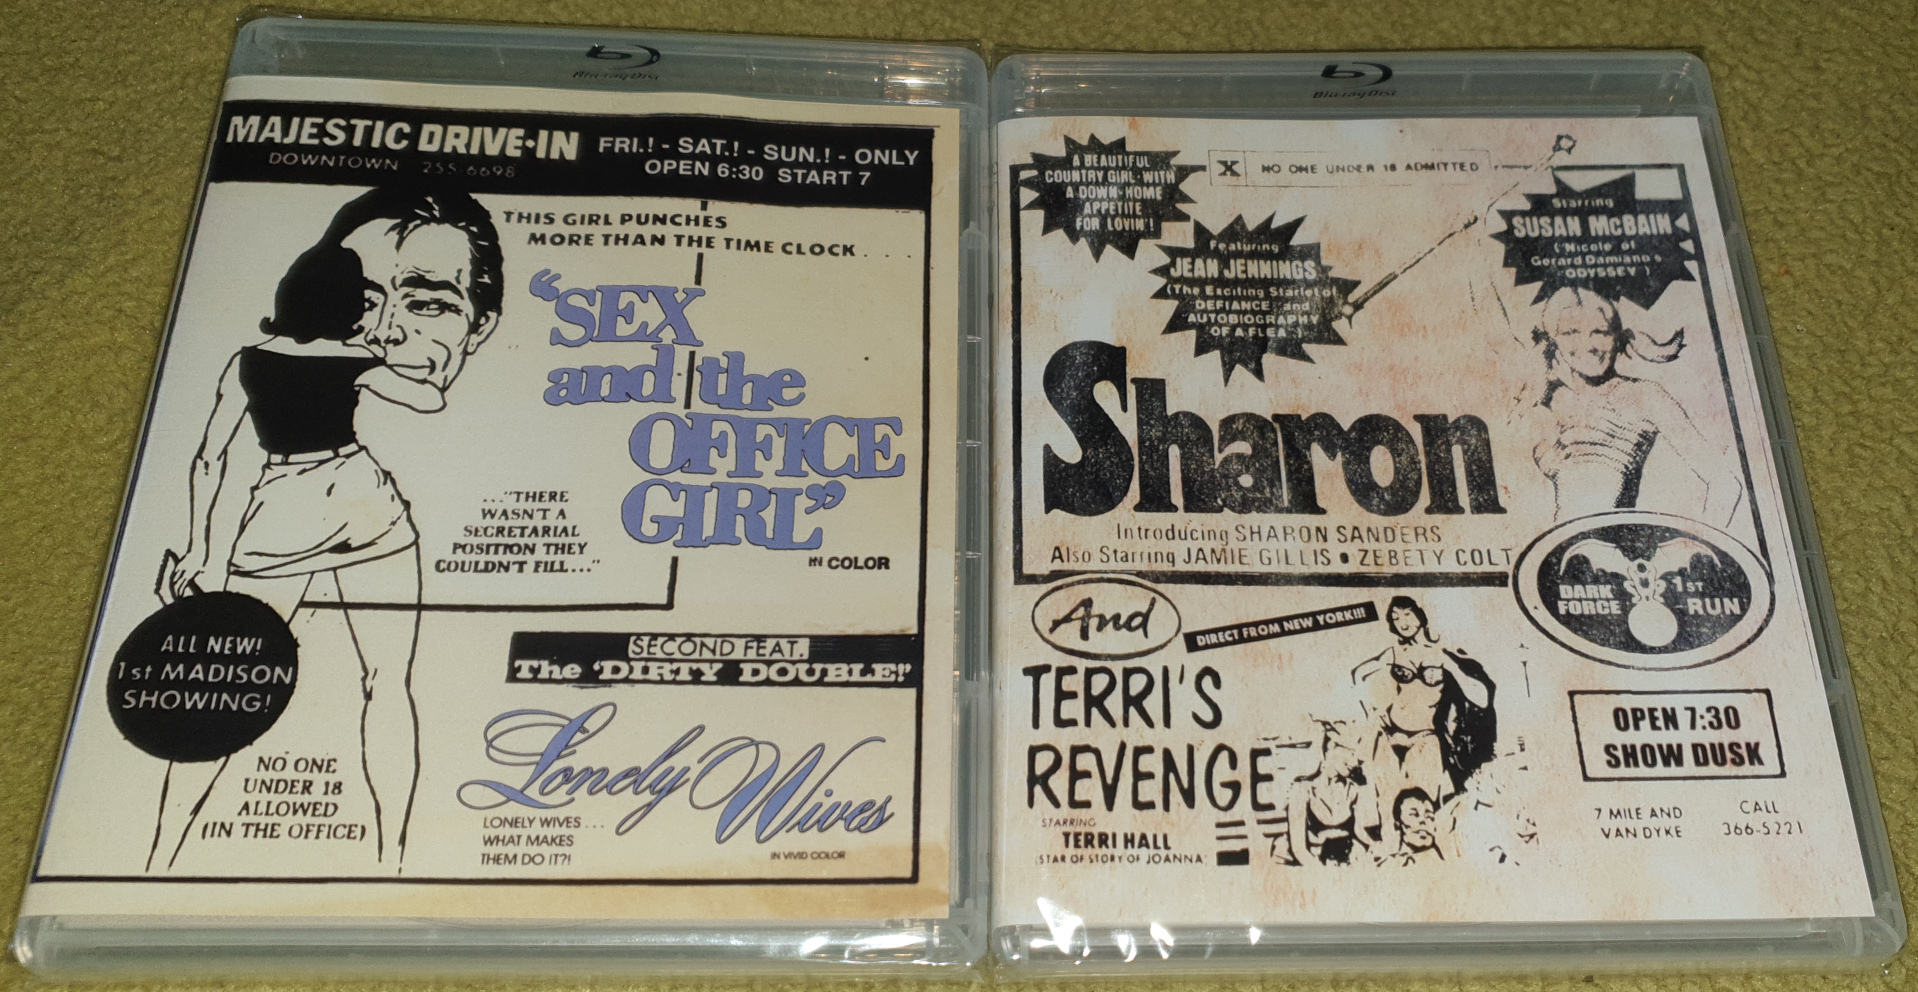 Blu-ray Disc
MAJESTIC DRIVE-IN
DOWNTOWN 255-6698
FRI.! - SAT.! - SUN.! - ONLY
OPEN 6:30 START 7
THIS GIRL PUNCHES
MORE THAN THE TIME CLOCK....
"SEX
and the
OFFICE
GIRL"
IN COLOR
..."THERE
WASN'T A
SECRETARIAL
POSITION THEY
COULDN'T FILL..."
ALL NEW!
1st MADISON
SHOWING!
NO ONE
UNDER 18
ALLOWED
(IN THE OFFICE)
SECOND FEAT.
The 'DIRTY DOUBLE!'
Lonely Wives
LONELY WIVES...
WHAT MAKES
THEM DO IT?!
IN VIVID COLOR
Blu-ray Disc
A BEAUTIFUL
COUNTRY GIRL WITH
A DOWN-HOME
APPETITE
FOR LOVIN'!
X NO ONE UNDER 18 ADMITTED
Featuring
JEAN JENNINGS
(The Exciting Starlet of
DEFIANCE and
AUTOBIOGRAPHY
OF A FLEA)
Starring
SUSAN McBAIN
('Nicole' of
Gerard Damiano's
ODYSSEY)
Sharon
Introducing SHARON SANDERS
Also Starring JAMIE GILLIS • ZEBETY COLT
DARK
FORCE
1ST
RUN
And
DIRECT FROM NEW YORK!!!
TERRI'S
REVENGE
STARRING
TERRI HALL
(STAR OF STORY OF JOANNA)
OPEN 7:30
SHOW DUSK
7 MILE AND
VAN DYKE
CALL
366-5221